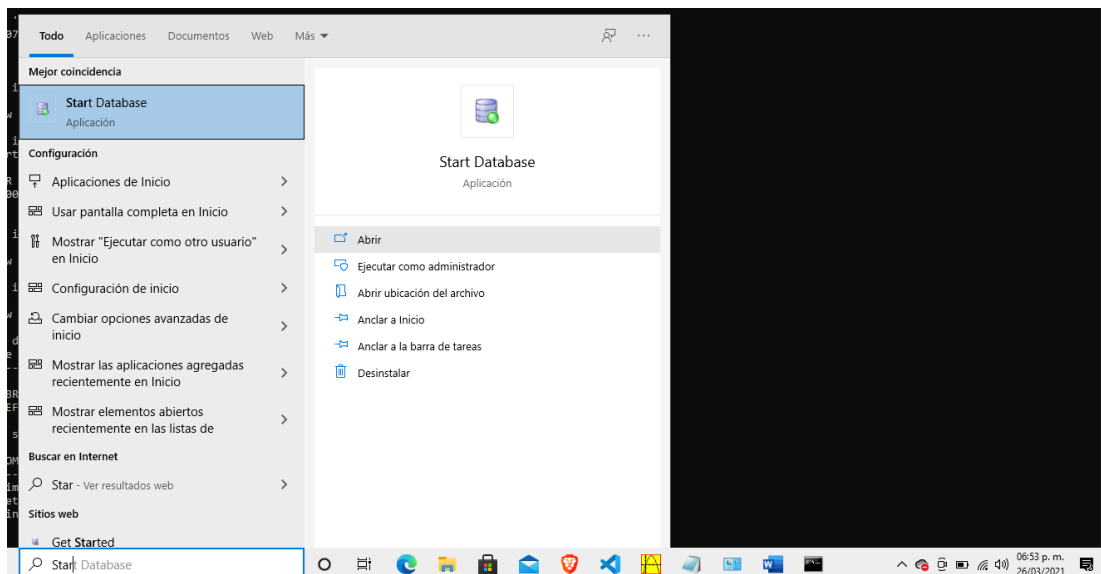 Todo Aplicaciones Documentos Web Más
Mejor coincidencia
Start Database
Aplicación
Configuración
Aplicaciones de Inicio
Usar pantalla completa en Inicio
Mostrar "Ejecutar como otro usuario"
en Inicio
Configuración de inicio
Cambiar opciones avanzadas de
inicio
Mostrar las aplicaciones agregadas
recientemente en Inicio
Mostrar elementos abiertos
recientemente en las listas de
Buscar en Internet
Star - Ver resultados web
Sitios web
Get Started
Start Database
Aplicación
Abrir
Ejecutar como administrador
Abrir ubicación del archivo
Anclar a Inicio
Anclar a la barra de tareas
Desinstalar
Start Database
06:53 p. m.
26/03/2021